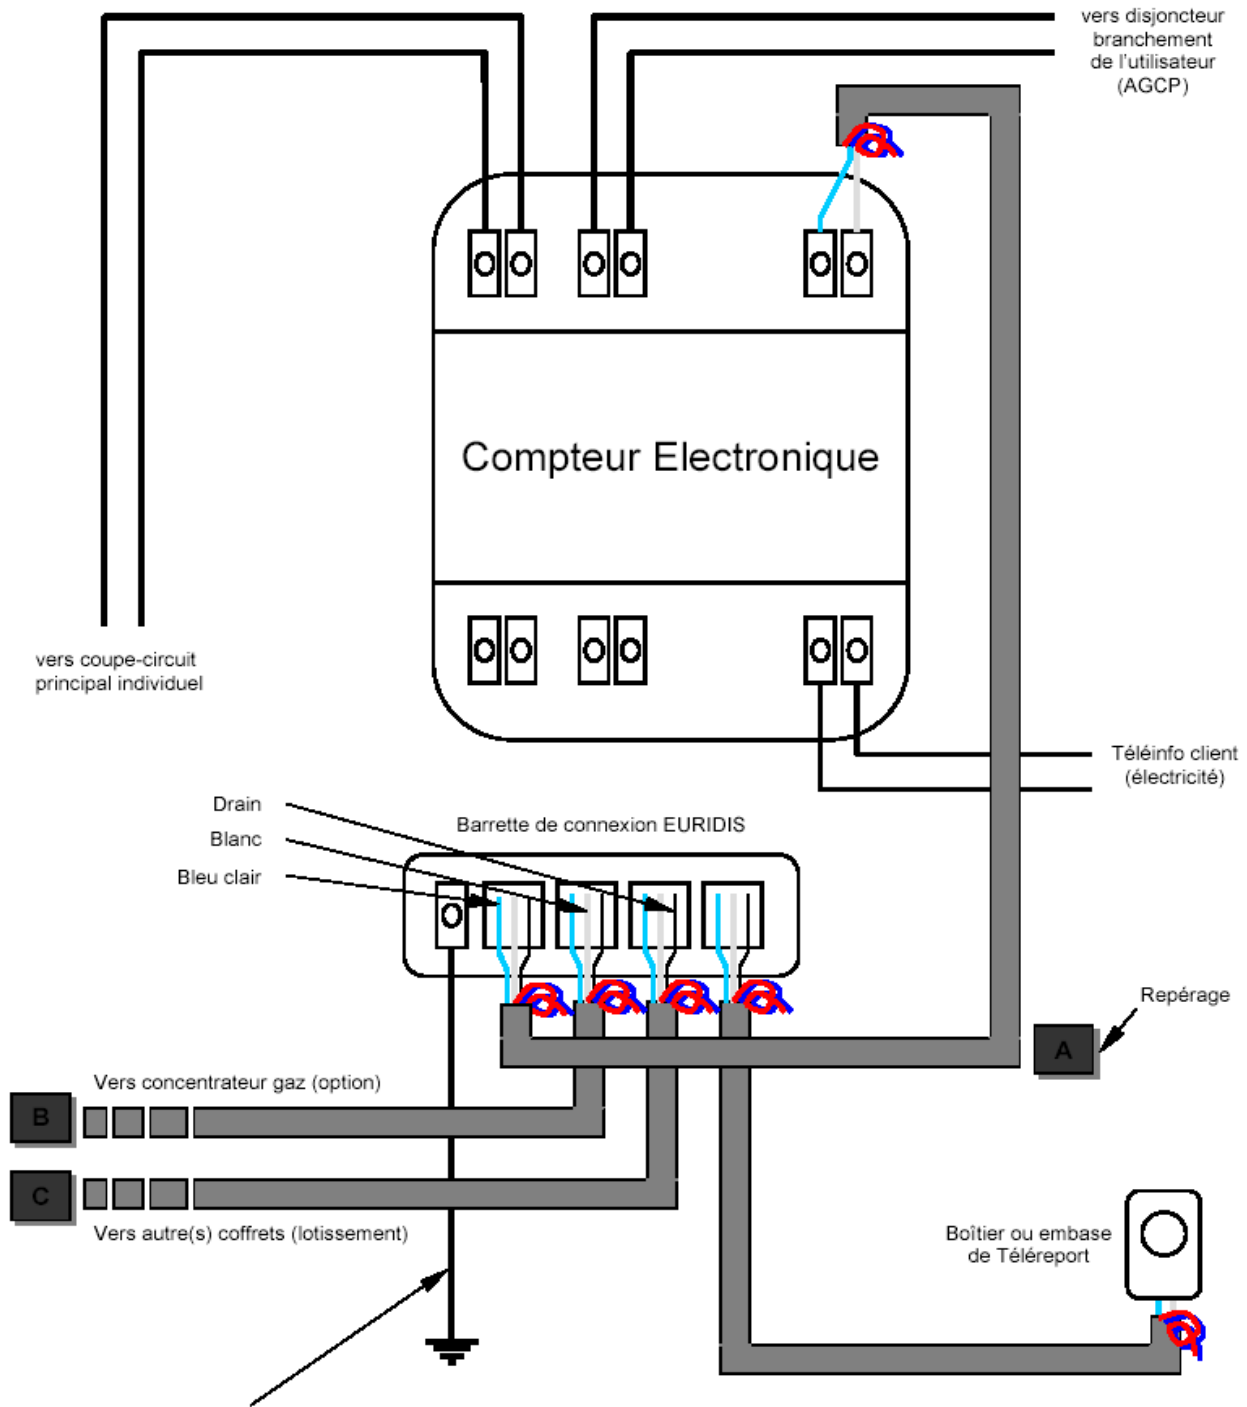 vers disjoncteur
branchement
de l'utilisateur
(AGCP)
Compteur Electronique
vers coupe-circuit
principal individuel
Téléinfo client
(électricité)
Drain
Blanc
Bleu clair
Barrette de connexion EURIDIS
Repérage
A
Vers concentrateur gaz (option)
B
C
Vers autre(s) coffrets (lotissement)
Boîtier ou embase
de Téléreport